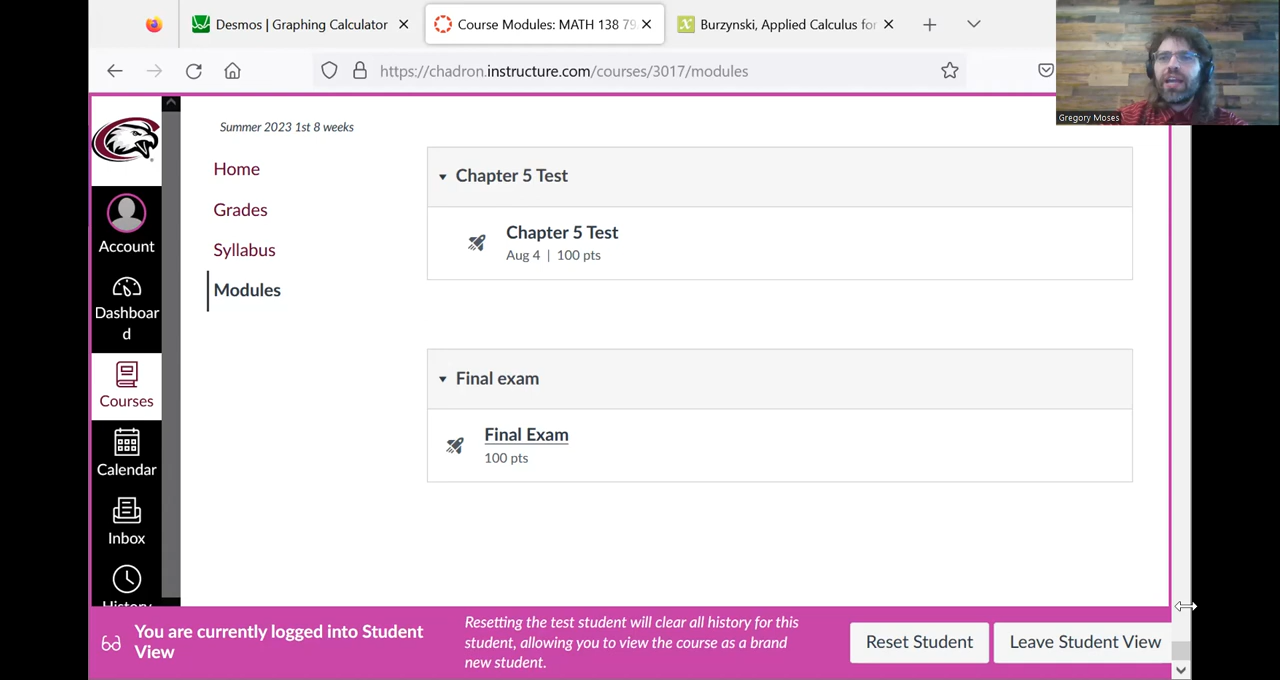 Desmos | Graphing Calculator
Course Modules: MATH 138 79
Burzynski, Applied Calculus for
https://chadron.instructure.com/courses/3017/modules
Gregory Moses
Summer 2023 1st 8 weeks
Home
Grades
Syllabus
Modules
Account
Dashboar
d
Courses
Calendar
Inbox
History
Chapter 5 Test
Chapter 5 Test
Aug 4 | 100 pts
Final exam
Final Exam
100 pts
You are currently logged into Student
View
Resetting the test student will clear all history for this
student, allowing you to view the course as a brand
new student.
Reset Student
Leave Student View